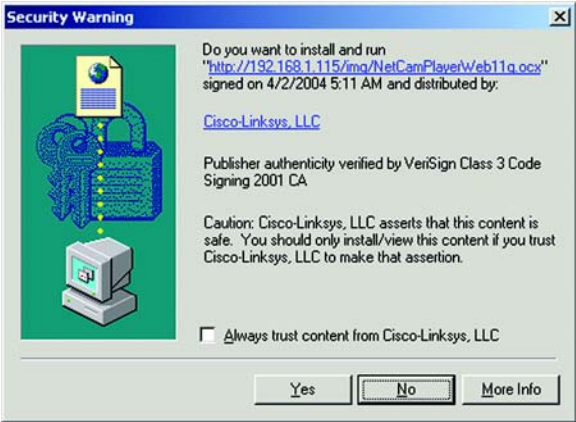 Security Warning
Do you want to install and run
"http://192.168.1.115/img/NetCamPlayerWeb11g.ocx"
signed on 4/2/2004 5:11 AM and distributed by:
Cisco-Linksys, LLC
Publisher authenticity verified by VeriSign Class 3 Code
Signing 2001 CA
Caution: Cisco-Linksys, LLC asserts that this content is
safe. You should only install/view this content if you trust
Cisco-Linksys, LLC to make that assertion.
Always trust content from Cisco-Linksys, LLC
Yes No More Info